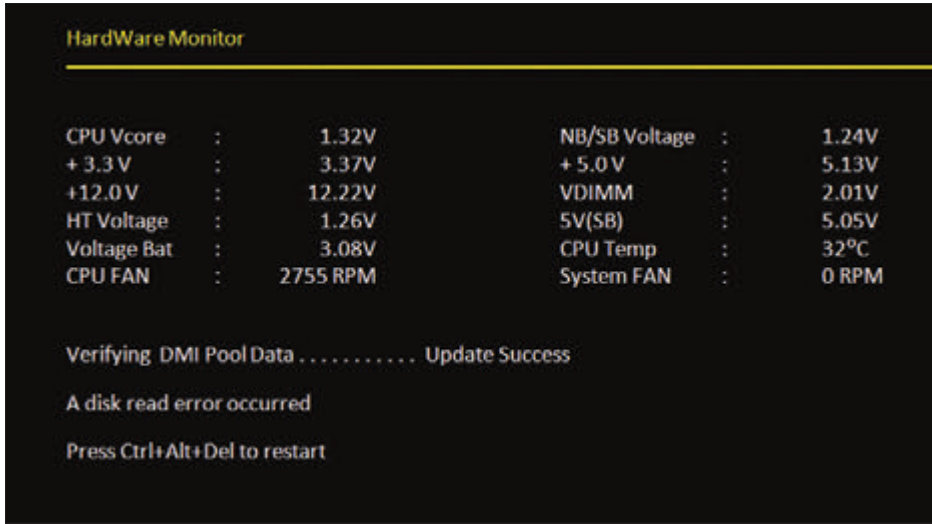 HardWare Monitor
CPU Vcore : 1.32V NB/SB Voltage : 1.24V
+ 3.3 V : 3.37V + 5.0 V : 5.13V
+12.0 V : 12.22V VDIMM : 2.01V
HT Voltage : 1.26V 5V(SB) : 5.05V
Voltage Bat : 3.08V CPU Temp : 32°C
CPU FAN : 2755 RPM System FAN : 0 RPM
Verifying DMI Pool Data . . . . . . . . . . . Update Success
A disk read error occurred
Press Ctrl+Alt+Del to restart